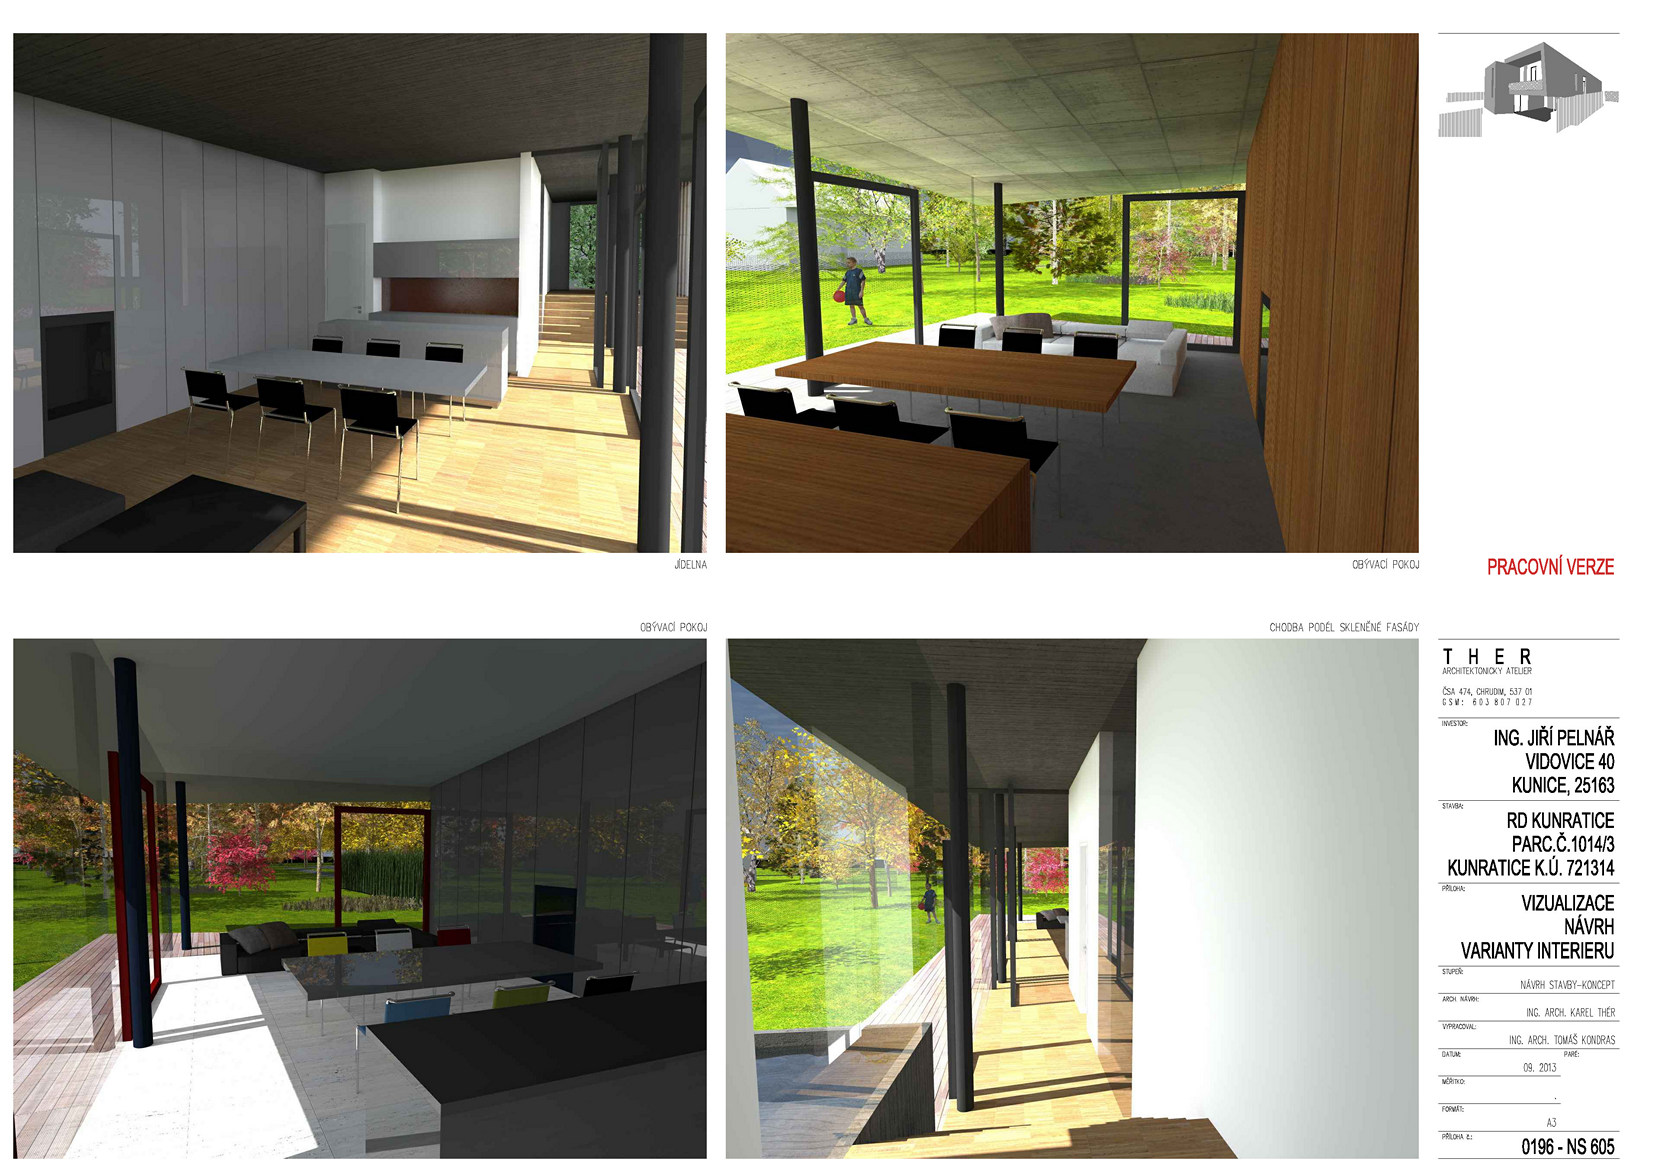 JÍDELNA
OBÝVACÍ POKOJ
PRACOVNÍ VERZE
OBÝVACÍ POKOJ
CHODBA PODÉL SKLENĚNÉ FASÁDY
THER
ARCHITEKTONICKÝ ATELIER
ČSA 474, CHRUDIM, 537 01
GSM: 603 807 027
INVESTOR:
ING. JIŘÍ PELNÁŘ
VIDOVICE 40
KUNICE, 25163
STAVBA:
RD KUNRATICE
PARC.Č.1014/3
KUNRATICE K.Ú. 721314
PŘÍLOHA:
VIZUALIZACE
NÁVRH
VARIANTY INTERIERU
STUPEŇ:
NÁVRH STAVBY-KONCEPT
ARCH. NÁVRH:
ING. ARCH. KAREL THÉR
VYPRACOVAL:
ING. ARCH. TOMÁŠ KONDRAS
DATUM: PARÉ:
09. 2013
MĚŘITKO:
.
FORMÁT:
A3
PŘÍLOHA č.:
0196 - NS 605